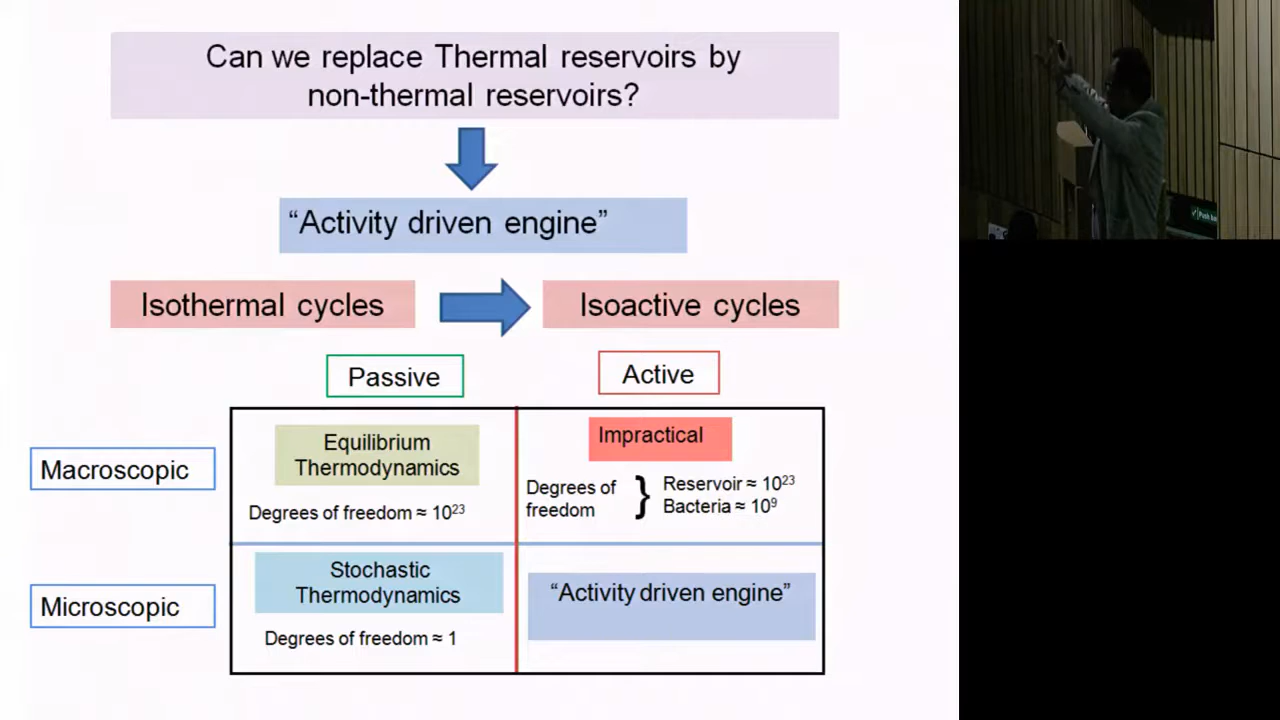 Can we replace Thermal reservoirs by
non-thermal reservoirs?
“Activity driven engine”
Isothermal cycles
Isoactive cycles
Passive
Active
Macroscopic
Equilibrium
Thermodynamics
Degrees of freedom ≈ 10²³
Impractical
Degrees of
freedom
}
Reservoir ≈ 10²³
Bacteria ≈ 10⁹
Microscopic
Stochastic
Thermodynamics
Degrees of freedom ≈ 1
“Activity driven engine”
Push